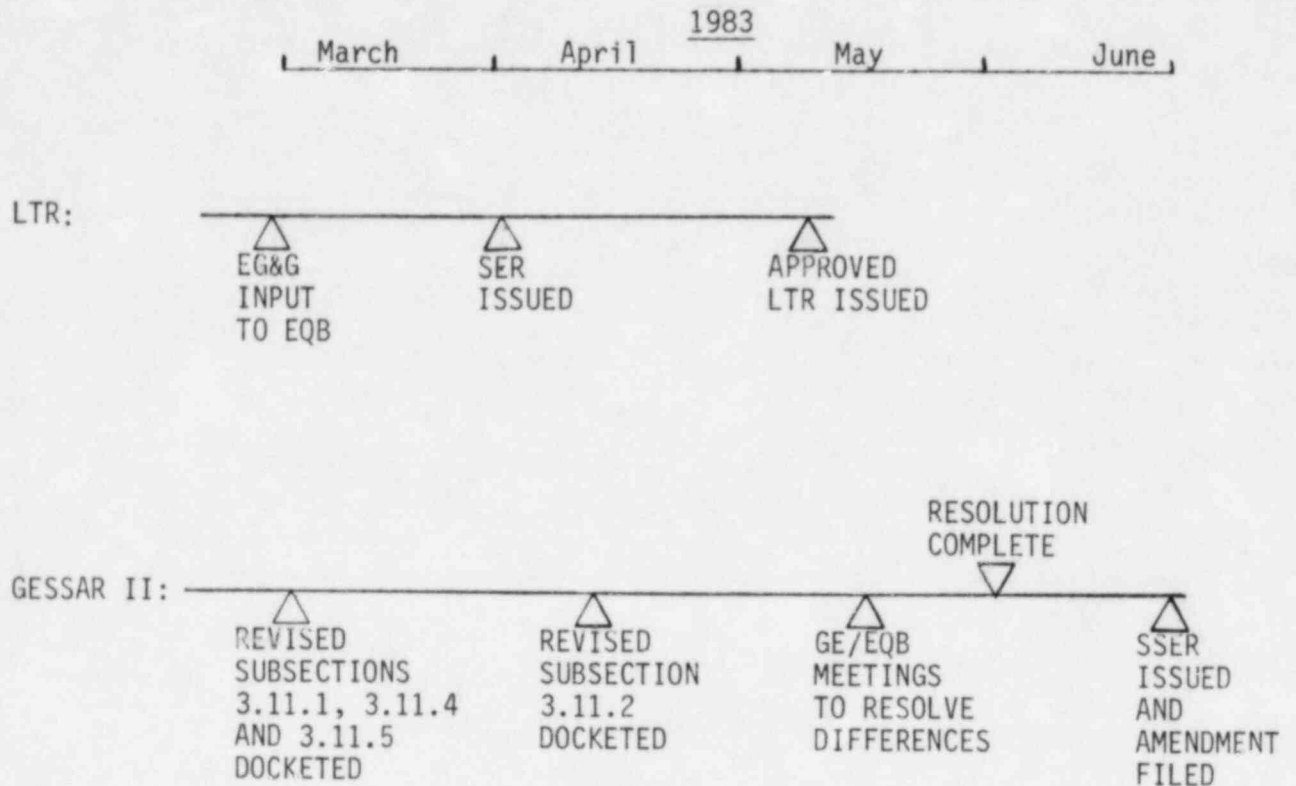 1983
March April May June
LTR:
EG&G
INPUT
TO EQB
SER
ISSUED
APPROVED
LTR ISSUED
RESOLUTION
COMPLETE
GESSAR II:
REVISED
SUBSECTIONS
3.11.1, 3.11.4
AND 3.11.5
DOCKETED
REVISED
SUBSECTION
3.11.2
DOCKETED
GE/EQB
MEETINGS
TO RESOLVE
DIFFERENCES
SSER
ISSUED
AND
AMENDMENT
FILED